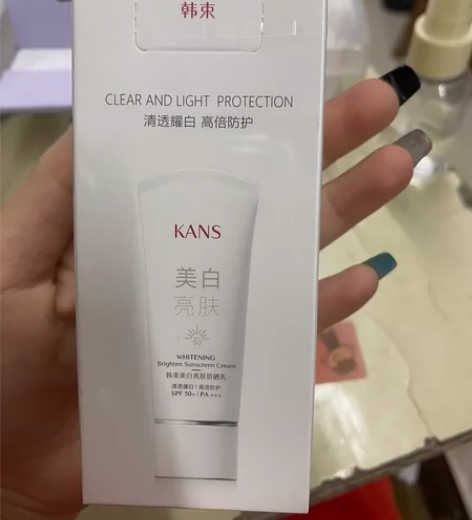 韩束
CLEAR AND LIGHT PROTECTION
清透耀白 高倍防护
KANS
美白
亮肤
50
WHITENING
Brighten Sunscreen Cream
韩束美白亮肤防晒乳
清透耀白 | 高倍防护
SPF 50+/PA+++